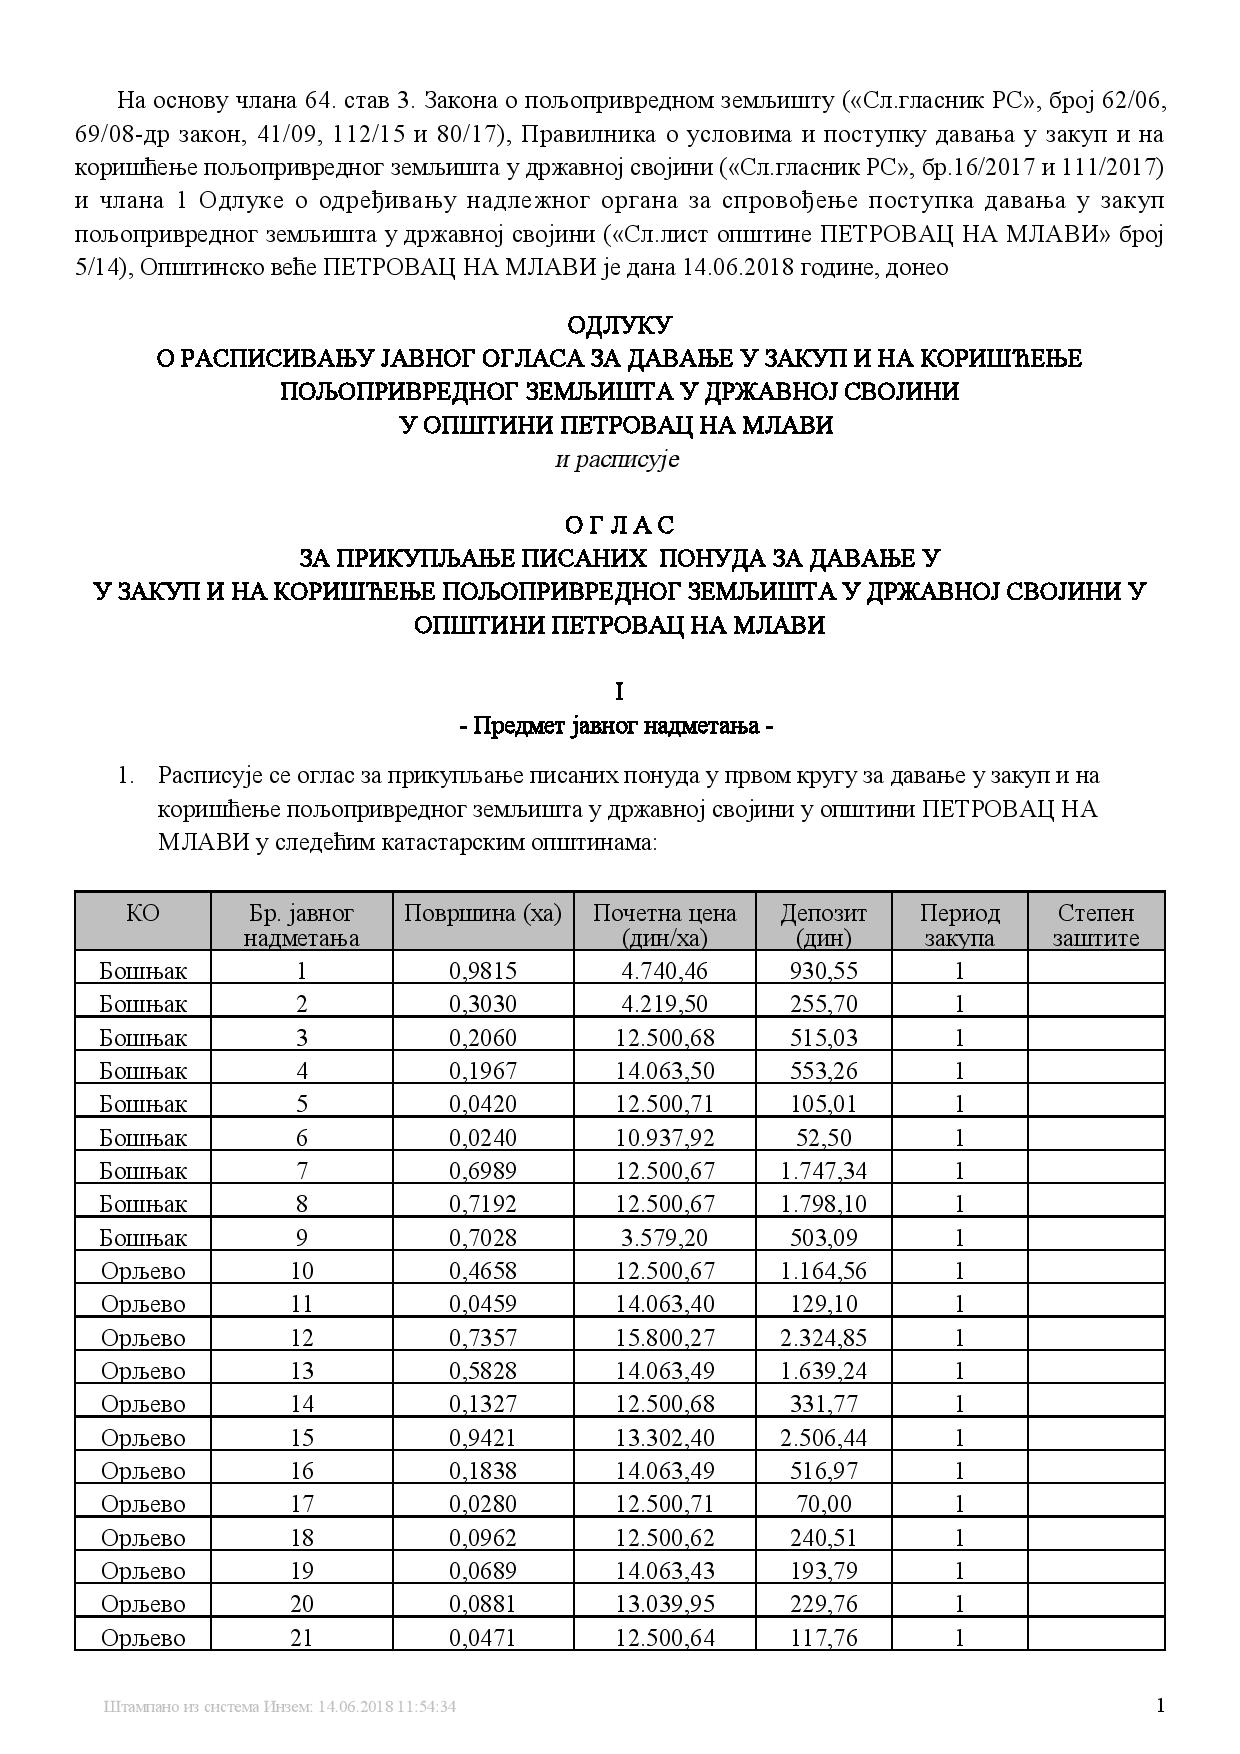 На основу члана 64. став 3. Закона о пољопривредном земљишту («Сл.гласник РС», број 62/06,
69/08-др закон, 41/09, 112/15 и 80/17), Правилника о условима и поступку давања у закуп и на
коришћење пољопривредног земљишта у државној својини («Сл.гласник РС», бр.16/2017 и 111/2017)
и члана 1 Одлуке о одређивању надлежног органа за спровођење поступка давања у закуп
пољопривредног земљишта у државној својини («Сл.лист општине ПЕТРОВАЦ НА МЛАВИ» број
5/14), Општинско веће ПЕТРОВАЦ НА МЛАВИ је дана 14.06.2018 године, донео
ОДЛУКУ
О РАСПИСИВАЊУ ЈАВНОГ ОГЛАСА ЗА ДАВАЊЕ У ЗАКУП И НА КОРИШЋЕЊЕ
ПОЉОПРИВРЕДНОГ ЗЕМЉИШТА У ДРЖАВНОЈ СВОЈИНИ
У ОПШТИНИ ПЕТРОВАЦ НА МЛАВИ
и расписује
О Г Л А С
ЗА ПРИКУПЉАЊЕ ПИСАНИХ ПОНУДА ЗА ДАВАЊЕ У
У ЗАКУП И НА КОРИШЋЕЊЕ ПОЉОПРИВРЕДНОГ ЗЕМЉИШТА У ДРЖАВНОЈ СВОЈИНИ У
ОПШТИНИ ПЕТРОВАЦ НА МЛАВИ
I
- Предмет јавног надметања -
1. Расписује се оглас за прикупљање писаних понуда у првом кругу за давање у закуп и на
коришћење пољопривредног земљишта у државној својини у општини ПЕТРОВАЦ НА
МЛАВИ у следећим катастарским општинама:
КО Бр. јавног Површина (ха) Почетна цена Депозит Период Степен
надметања (дин/ха) (дин) закупа заштите
Бошњак 1 0,9815 4.740,46 930,55 1
Бошњак 2 0,3030 4.219,50 255,70 1
Бошњак 3 0,2060 12.500,68 515,03 1
Бошњак 4 0,1967 14.063,50 553,26 1
Бошњак 5 0,0420 12.500,71 105,01 1
Бошњак 6 0,0240 10.937,92 52,50 1
Бошњак 7 0,6989 12.500,67 1.747,34 1
Бошњак 8 0,7192 12.500,67 1.798,10 1
Бошњак 9 0,7028 3.579,20 503,09 1
Орљево 10 0,4658 12.500,67 1.164,56 1
Орљево 11 0,0459 14.063,40 129,10 1
Орљево 12 0,7357 15.800,27 2.324,85 1
Орљево 13 0,5828 14.063,49 1.639,24 1
Орљево 14 0,1327 12.500,68 331,77 1
Орљево 15 0,9421 13.302,40 2.506,44 1
Орљево 16 0,1838 14.063,49 516,97 1
Орљево 17 0,0280 12.500,71 70,00 1
Орљево 18 0,0962 12.500,62 240,51 1
Орљево 19 0,0689 14.063,43 193,79 1
Орљево 20 0,0881 13.039,95 229,76 1
Орљево 21 0,0471 12.500,64 117,76 1
Штампано из система Инзем: 14.06.2018 11:54:34 1